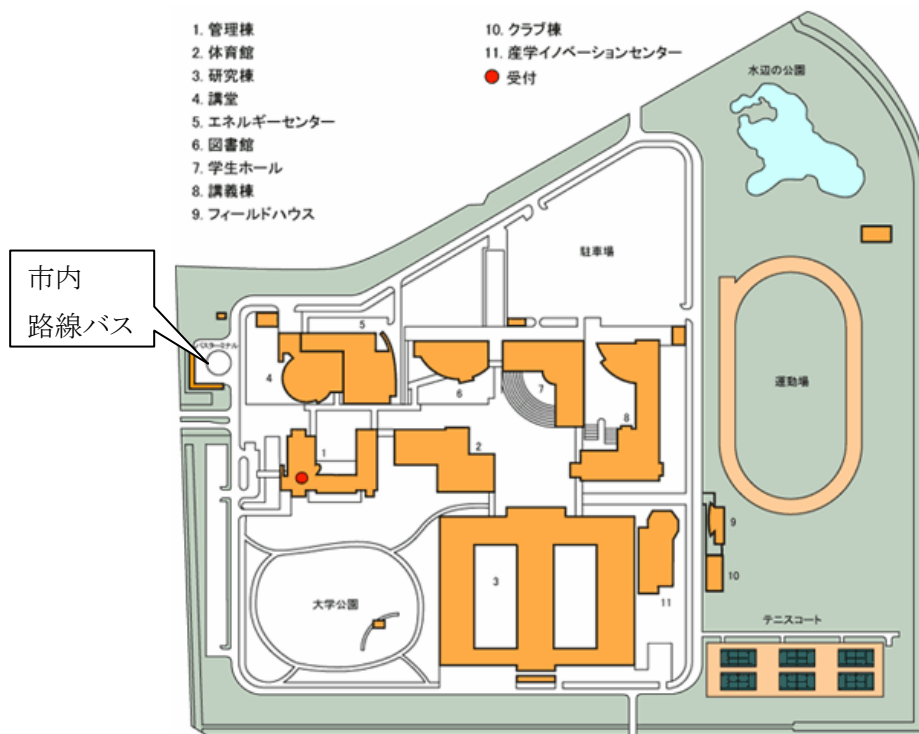 1. 管理棟
2. 体育館
3. 研究棟
4. 講堂
5. エネルギーセンター
6. 図書館
7. 学生ホール
8. 講義棟
9. フィールドハウス
10. クラブ棟
11. 産学イノベーションセンター
受付
水辺の公園
駐車場
市内
路線バス
バスターミナル
5
4
6
7
8
運動場
1
2
9
3
10
大学公園
11
テニスコート